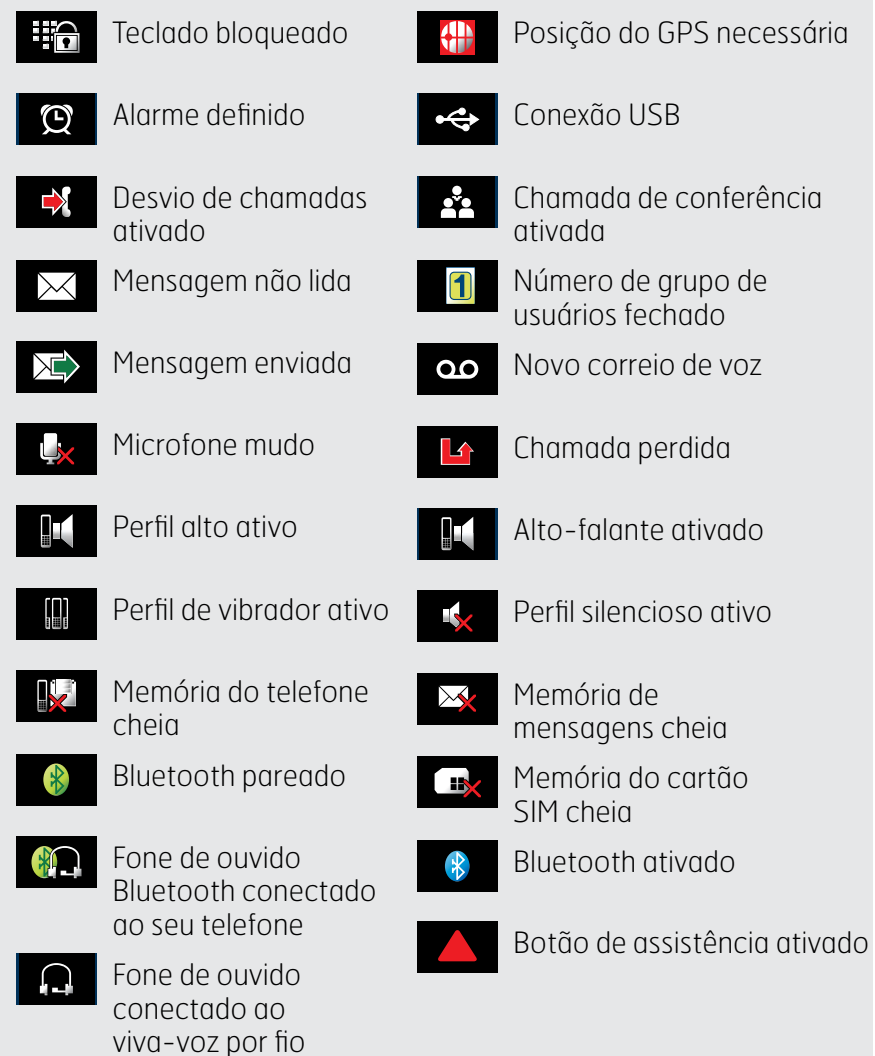 Teclado bloqueado
Alarme definido
Desvio de chamadas
ativado
Mensagem não lida
Mensagem enviada
Microfone mudo
Perfil alto ativo
Perfil de vibrador ativo
Memória do telefone
cheia
Bluetooth pareado
Fone de ouvido
Bluetooth conectado
ao seu telefone
Fone de ouvido
conectado ao
viva-voz por fio
Posição do GPS necessária
Conexão USB
Chamada de conferência
ativada
1
Número de grupo de
usuários fechado
Novo correio de voz
Chamada perdida
Alto-falante ativado
Perfil silencioso ativo
Memória de
mensagens cheia
Memória do cartão
SIM cheia
Bluetooth ativado
Botão de assistência ativado